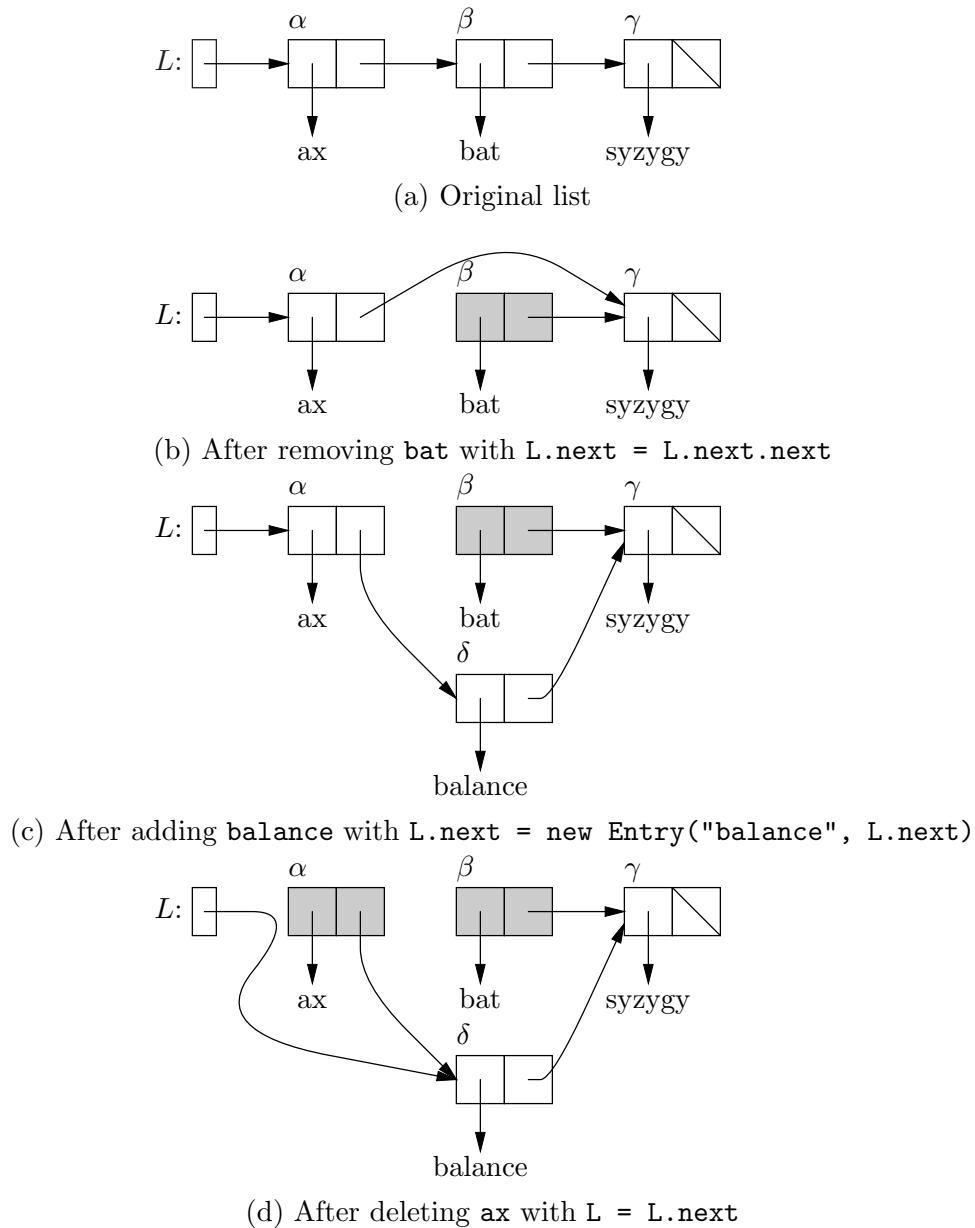 α β γ
L:
ax bat syzygy
(a) Original list
α β γ
L:
ax bat syzygy
(b) After removing bat with L.next = L.next.next
α β γ
L:
ax bat syzygy
δ
balance
(c) After adding balance with L.next = new Entry("balance", L.next)
α β γ
L:
ax bat syzygy
δ
balance
(d) After deleting ax with L = L.next